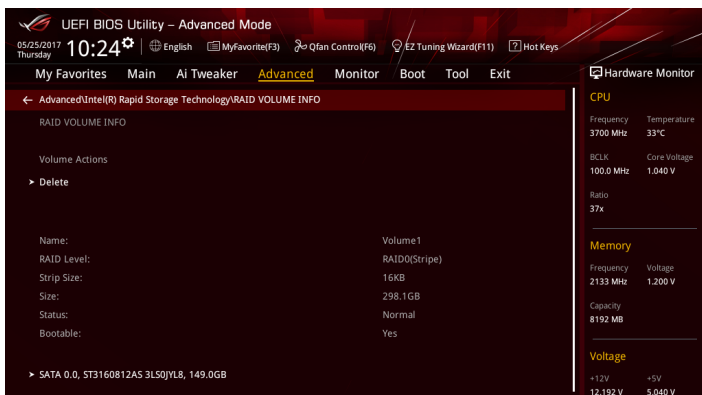 UEFI BIOS Utility – Advanced Mode
05/25/2017 Thursday 10:24 English MyFavorite(F3) Qfan Control(F6) EZ Tuning Wizard(F11) ? Hot Keys
My Favorites Main Ai Tweaker Advanced Monitor Boot Tool Exit
← Advanced\Intel(R) Rapid Storage Technology\RAID VOLUME INFO
RAID VOLUME INFO
Volume Actions
> Delete
Name: Volume1
RAID Level: RAID0(Stripe)
Strip Size: 16KB
Size: 298.1GB
Status: Normal
Bootable: Yes
> SATA 0.0, ST3160812AS 3LS0JYL8, 149.0GB
Hardware Monitor
CPU
Frequency Temperature
3700 MHz 33°C
BCLK Core Voltage
100.0 MHz 1.040 V
Ratio
37x
Memory
Frequency Voltage
2133 MHz 1.200 V
Capacity
8192 MB
Voltage
+12V +5V
12.192 V 5.040 V